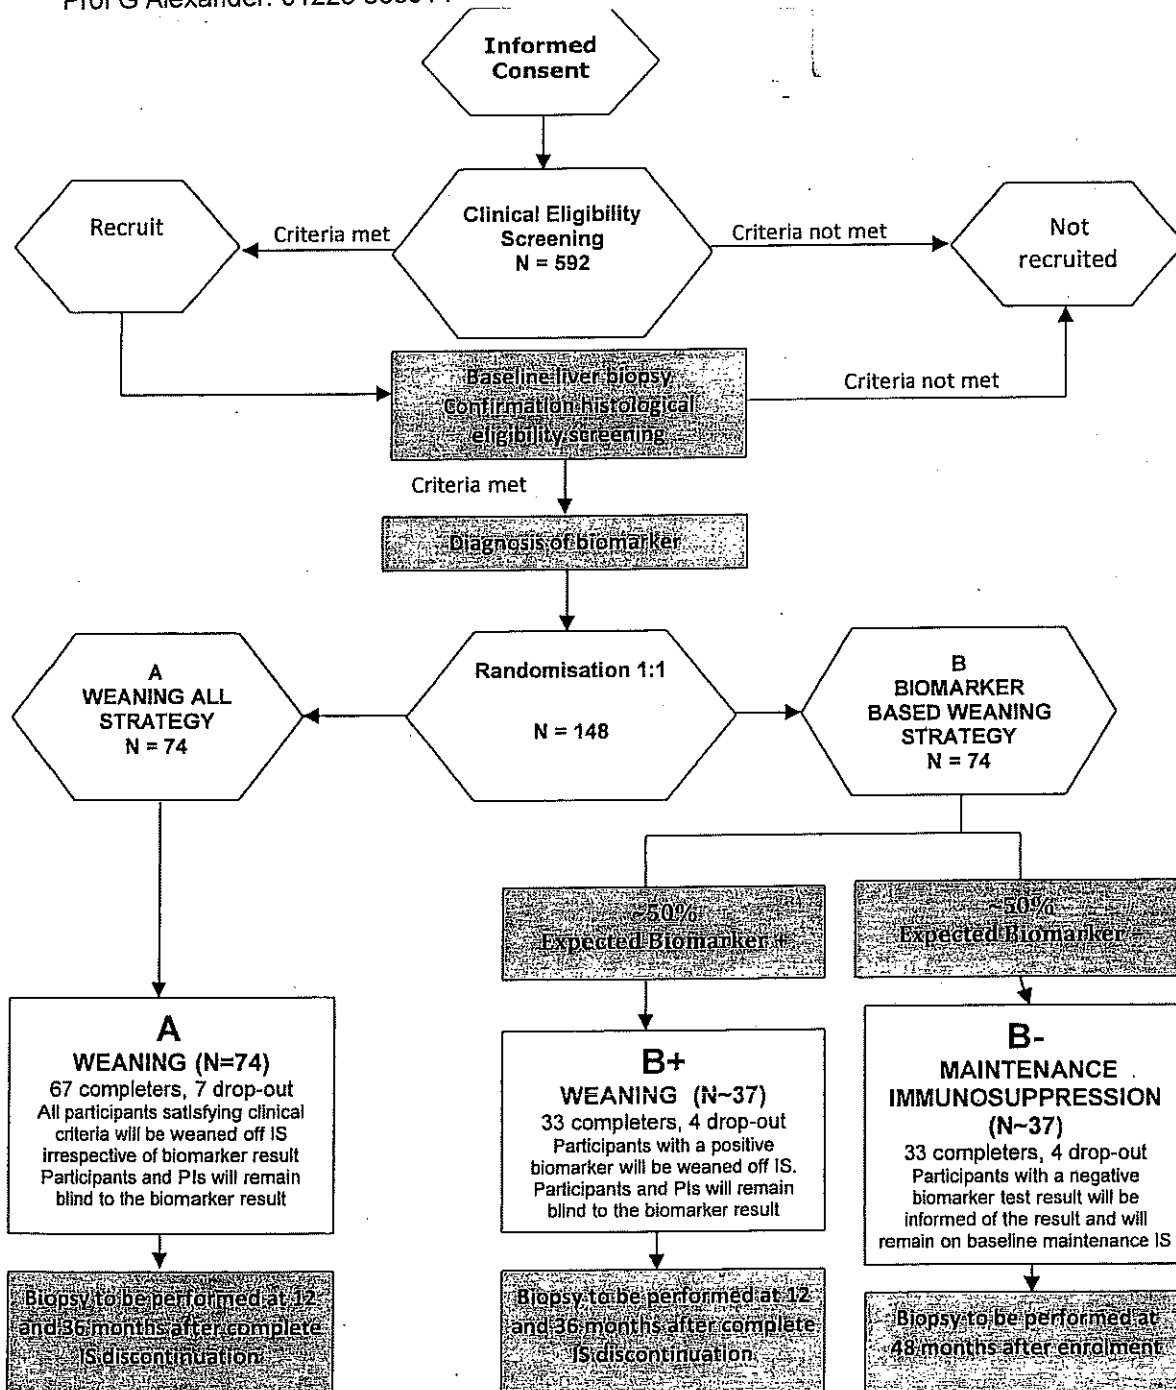 Prof G Alexander:
Informed
Consent
Clinical Eligibility
Screening
N = 592
Recruit
Criteria met
Criteria not met
Not
recruited
Baseline liver biopsy
Confirmation histological
eligibility screening
Criteria not met
Criteria met
Diagnosis of biomarker
Randomisation 1:1
N = 148
A
WEANING ALL
STRATEGY
N = 74
B
BIOMARKER
BASED WEANING
STRATEGY
N = 74
~50%
Expected Biomarker +
~50%
Expected Biomarker -
A
WEANING (N=74)
67 completers, 7 drop-out
All participants satisfying clinical
criteria will be weaned off IS
irrespective of biomarker result
Participants and PIs will remain
blind to the biomarker result
B+
WEANING (N~37)
33 completers, 4 drop-out
Participants with a positive
biomarker will be weaned off IS.
Participants and PIs will remain
blind to the biomarker result
B-
MAINTENANCE
IMMUNOSUPPRESSION
(N~37)
33 completers, 4 drop-out
Participants with a negative
biomarker test result will be
informed of the result and will
remain on baseline maintenance IS
Biopsy to be performed at 12
and 36 months after complete
IS discontinuation
Biopsy to be performed at 12
and 36 months after complete
IS discontinuation
Biopsy to be performed at
48 months after enrolment